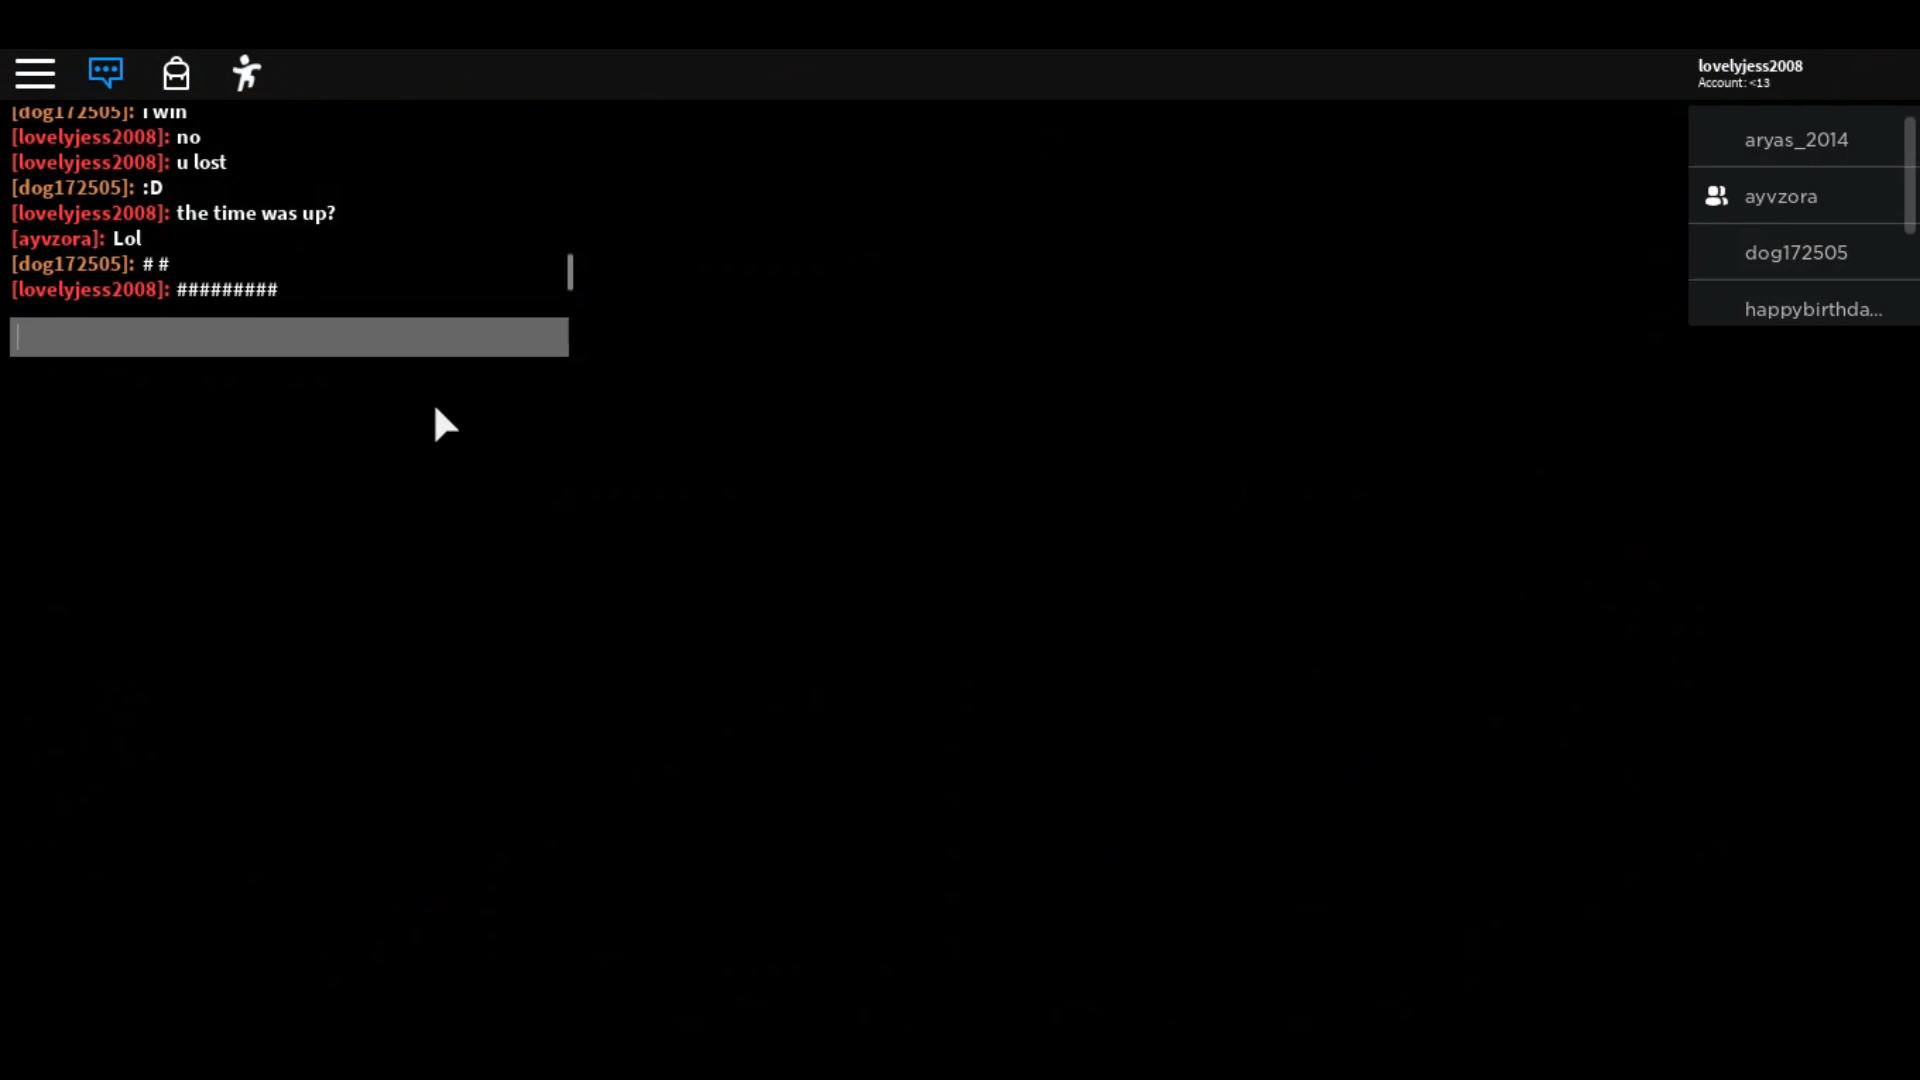 lovelyjess2008
Account: <13
[dog172505]: i win
[lovelyjess2008]: no
[lovelyjess2008]: u lost
[dog172505]: :D
[lovelyjess2008]: the time was up?
[ayvzora]: Lol
[dog172505]: # #
[lovelyjess2008]: #########
aryas_2014
ayvzora
dog172505
happybirthda...